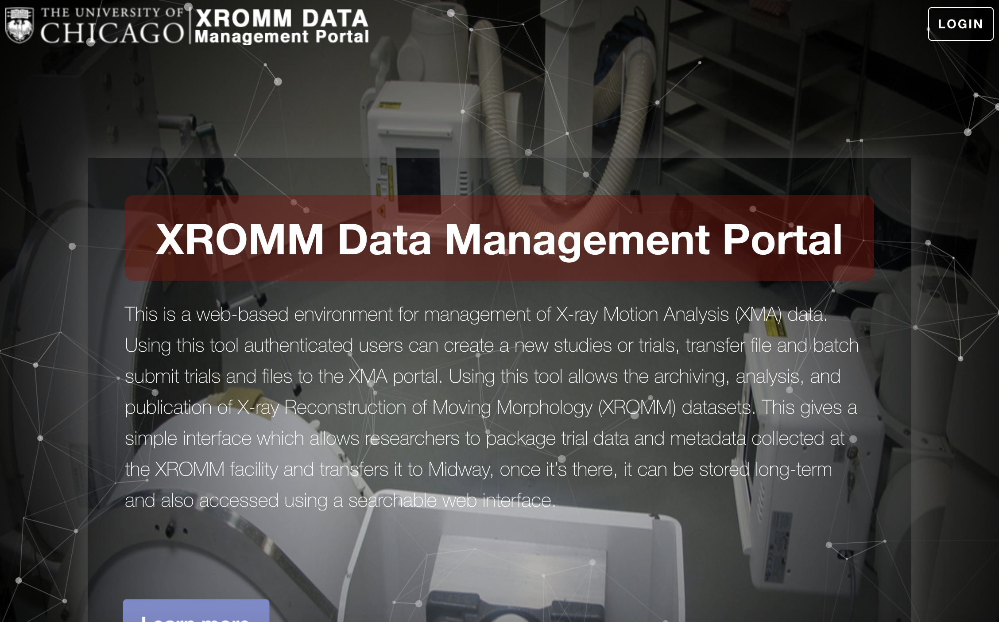 THE UNIVERSITY OF
CHICAGO
XROMM DATA
Management Portal
LOGIN
XROMM Data Management Portal
This is a web-based environment for management of X-ray Motion Analysis (XMA) data.
Using this tool authenticated users can create a new studies or trials, transfer file and batch
submit trials and files to the XMA portal. Using this tool allows the archiving, analysis, and
publication of X-ray Reconstruction of Moving Morphology (XROMM) datasets. This gives a
simple interface which allows researchers to package trial data and metadata collected at
the XROMM facility and transfers it to Midway, once it’s there, it can be stored long-term
and also accessed using a searchable web interface.
Learn more